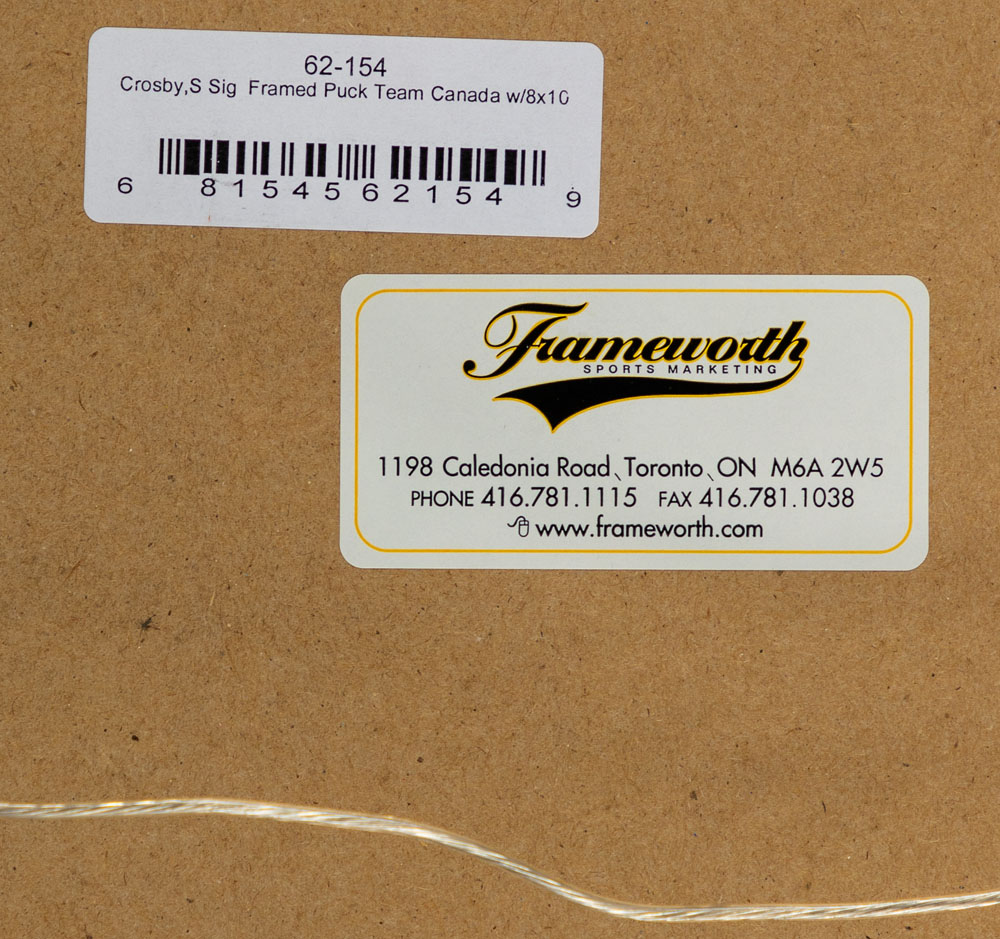 62-154
Crosby,S Sig Framed Puck Team Canada w/8x10
6 81545 62154 9
Frameworth
SPORTS MARKETING
1198 Caledonia Road, Toronto, ON M6A 2W5
PHONE 416.781.1115 FAX 416.781.1038
www.frameworth.com